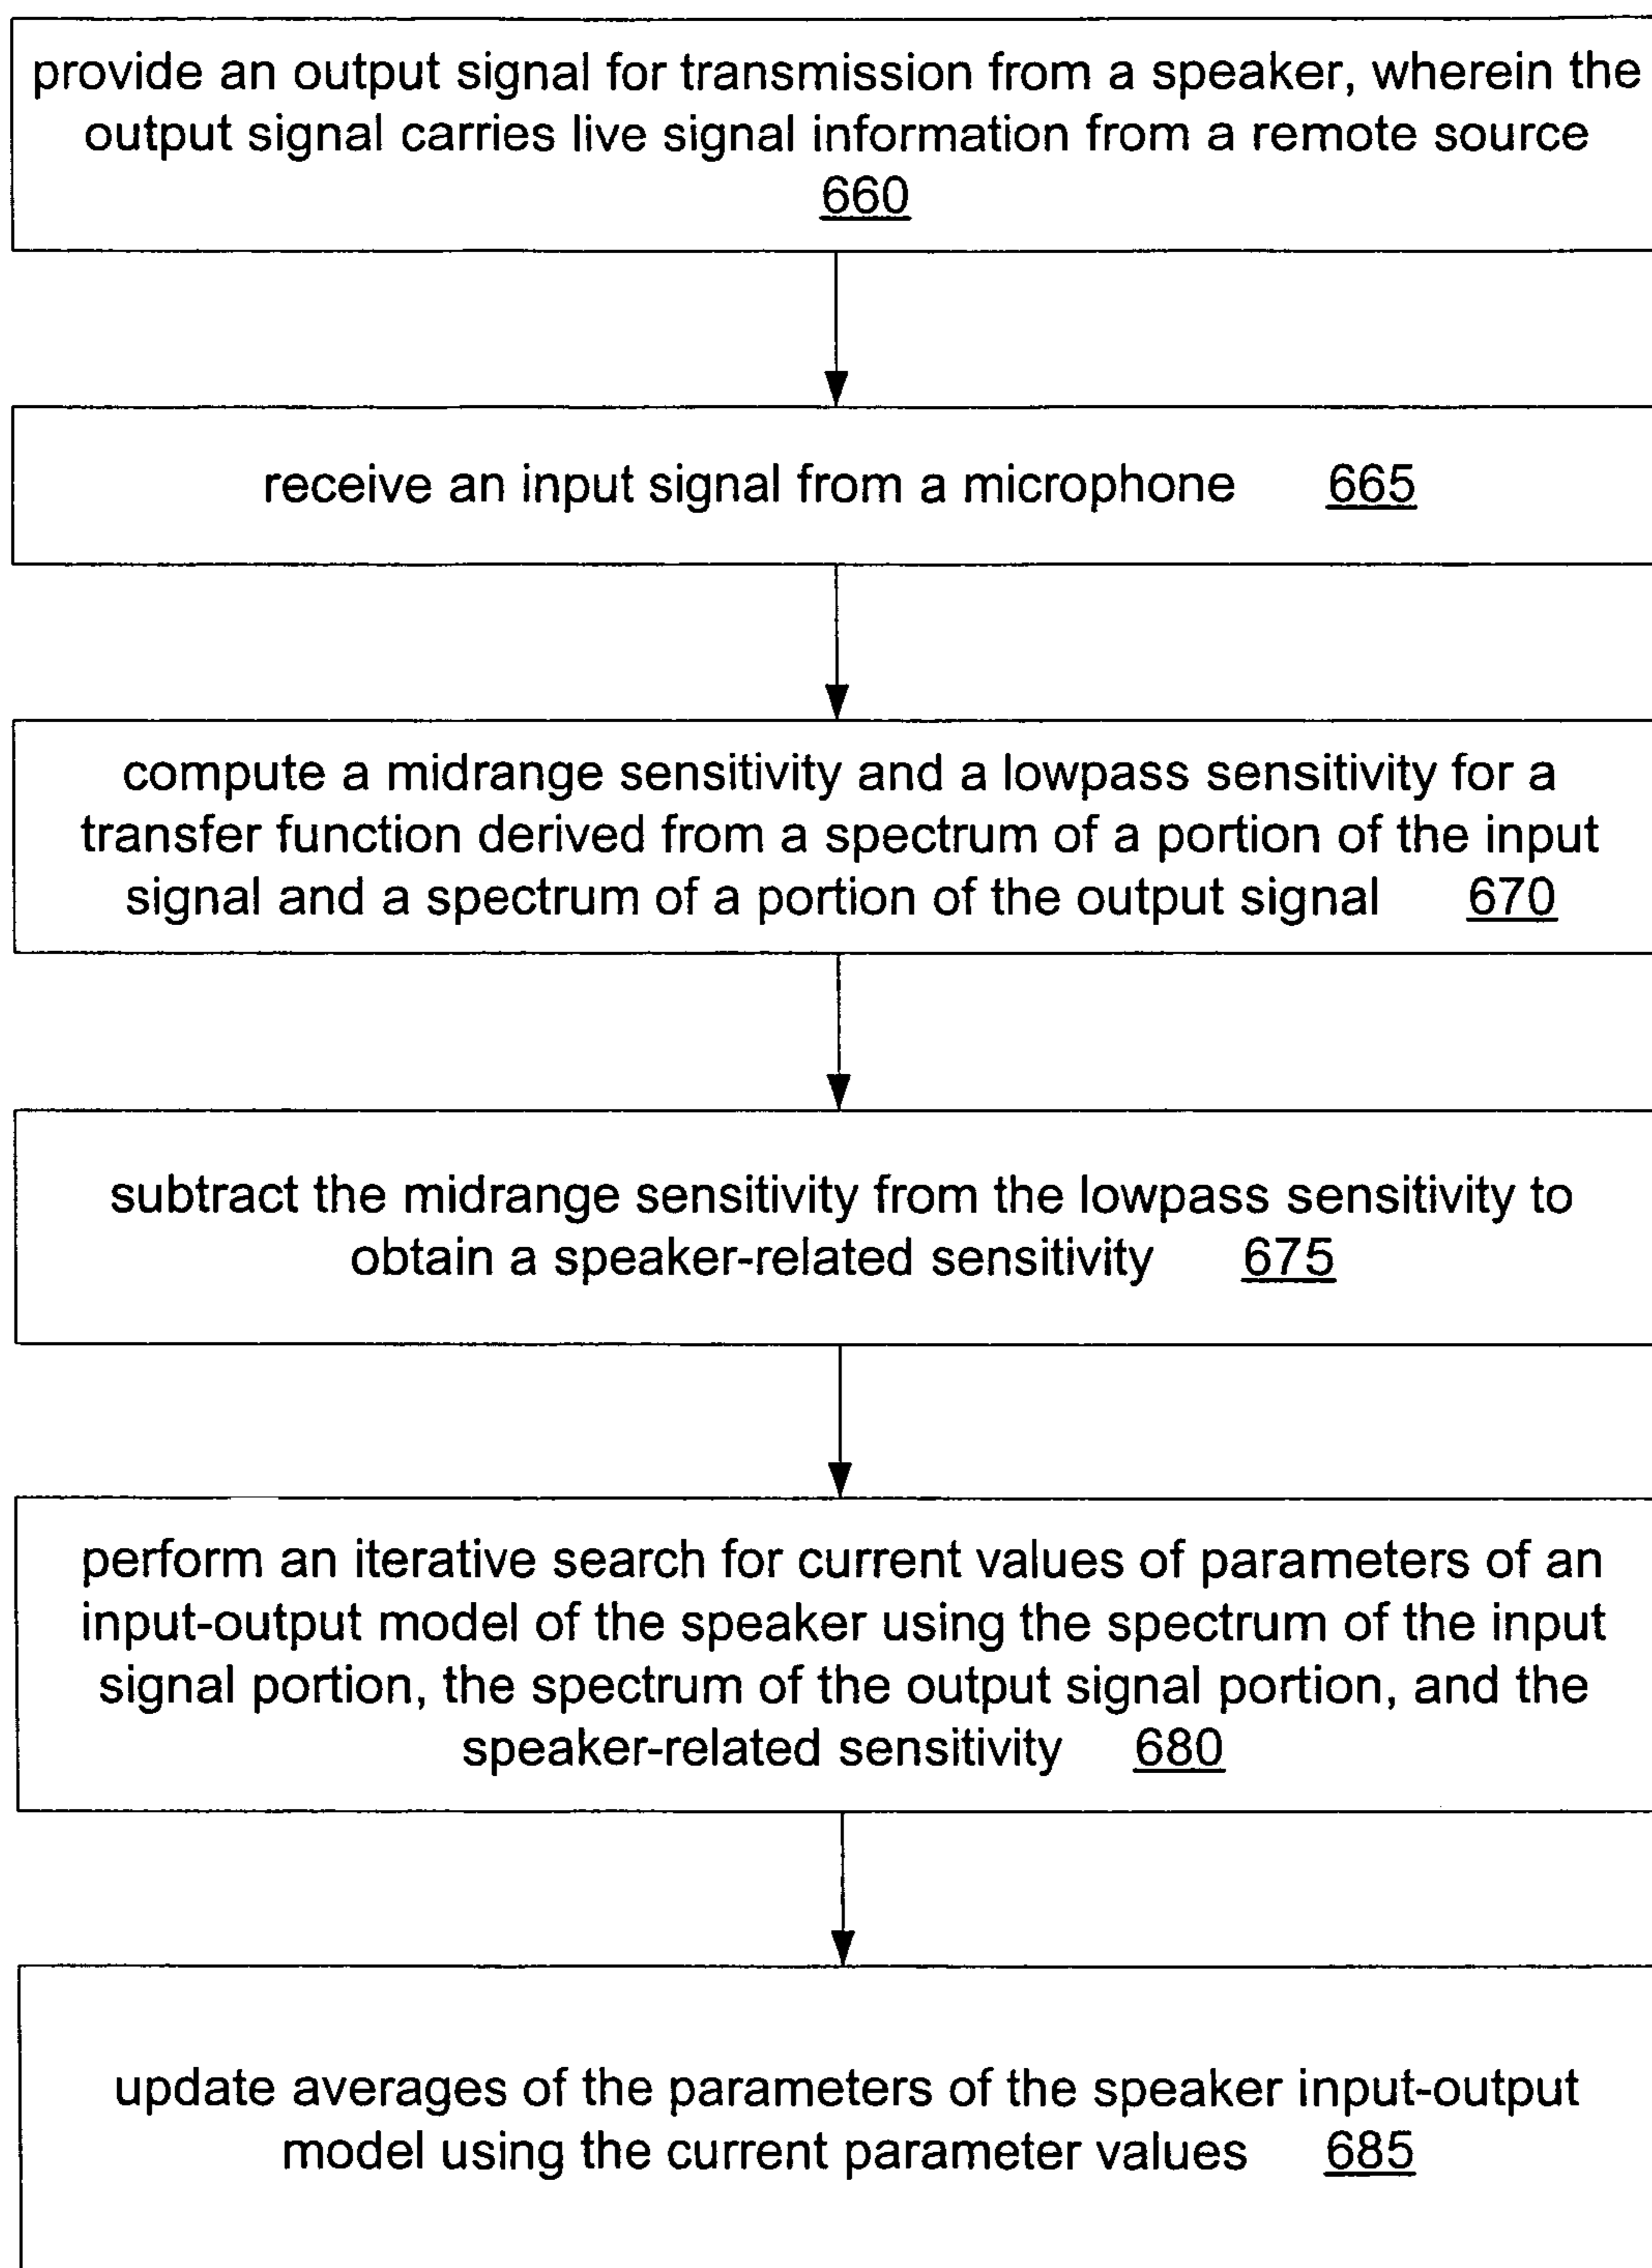 provide an output signal for transmission from a speaker, wherein the
output signal carries live signal information from a remote source
660
receive an input signal from a microphone 665
compute a midrange sensitivity and a lowpass sensitivity for a
transfer function derived from a spectrum of a portion of the input
signal and a spectrum of a portion of the output signal 670
subtract the midrange sensitivity from the lowpass sensitivity to
obtain a speaker-related sensitivity 675
perform an iterative search for current values of parameters of an
input-output model of the speaker using the spectrum of the input
signal portion, the spectrum of the output signal portion, and the
speaker-related sensitivity 680
update averages of the parameters of the speaker input-output
model using the current parameter values 685